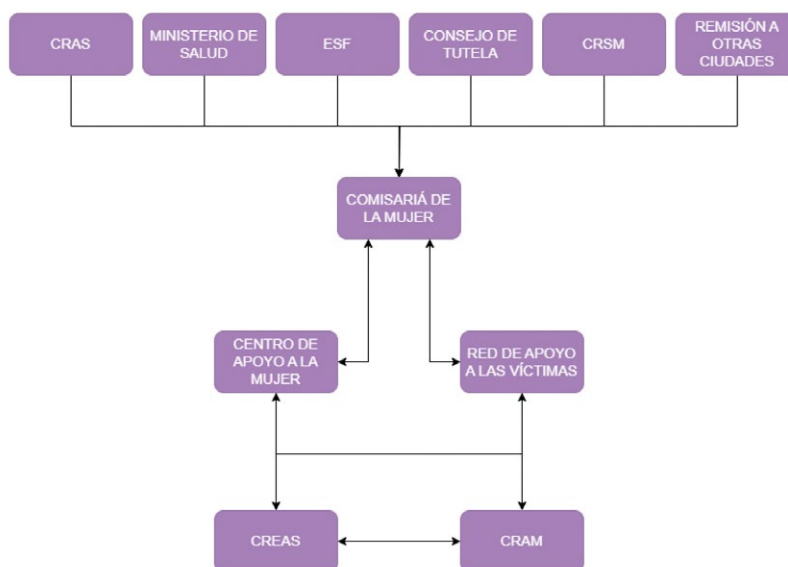 CRAS
MINISTERIO DE
SALUD
ESF
CONSEJO DE
TUTELA
CRSM
REMISIÓN A
OTRAS
CIUDADES
COMISARIÁ DE
LA MUJER
CENTRO DE
APOYO A LA
MUJER
RED DE APOYO
A LAS VÍCTIMAS
CREAS
CRAM